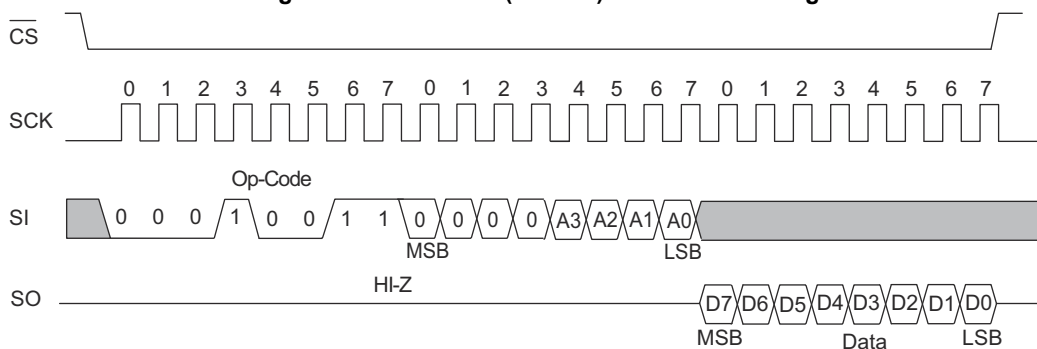 CS
0 1 2 3 4 5 6 7 0 1 2 3 4 5 6 7 0 1 2 3 4 5 6 7
SCK
Op-Code
SI 0 0 0 1 0 0 1 1 0 0 0 0 A3 A2 A1 A0
MSB LSB
HI-Z
SO D7 D6 D5 D4 D3 D2 D1 D0
MSB Data LSB